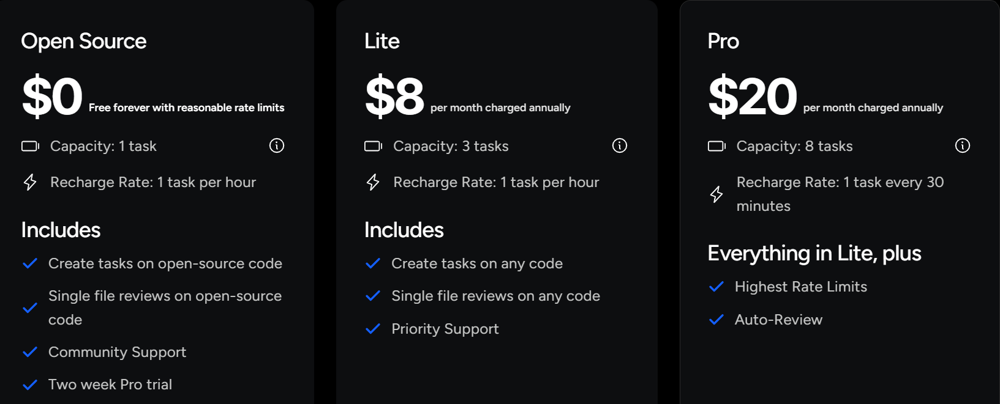 Open Source
$0 Free forever with reasonable rate limits
Capacity: 1 task
Recharge Rate: 1 task per hour
Includes
Create tasks on open-source code
Single file reviews on open-source
code
Community Support
Two week Pro trial
Lite
$8 per month charged annually
Capacity: 3 tasks
Recharge Rate: 1 task per hour
Includes
Create tasks on any code
Single file reviews on any code
Priority Support
Pro
$20 per month charged annually
Capacity: 8 tasks
Recharge Rate: 1 task every 30
minutes
Everything in Lite, plus
Highest Rate Limits
Auto-Review